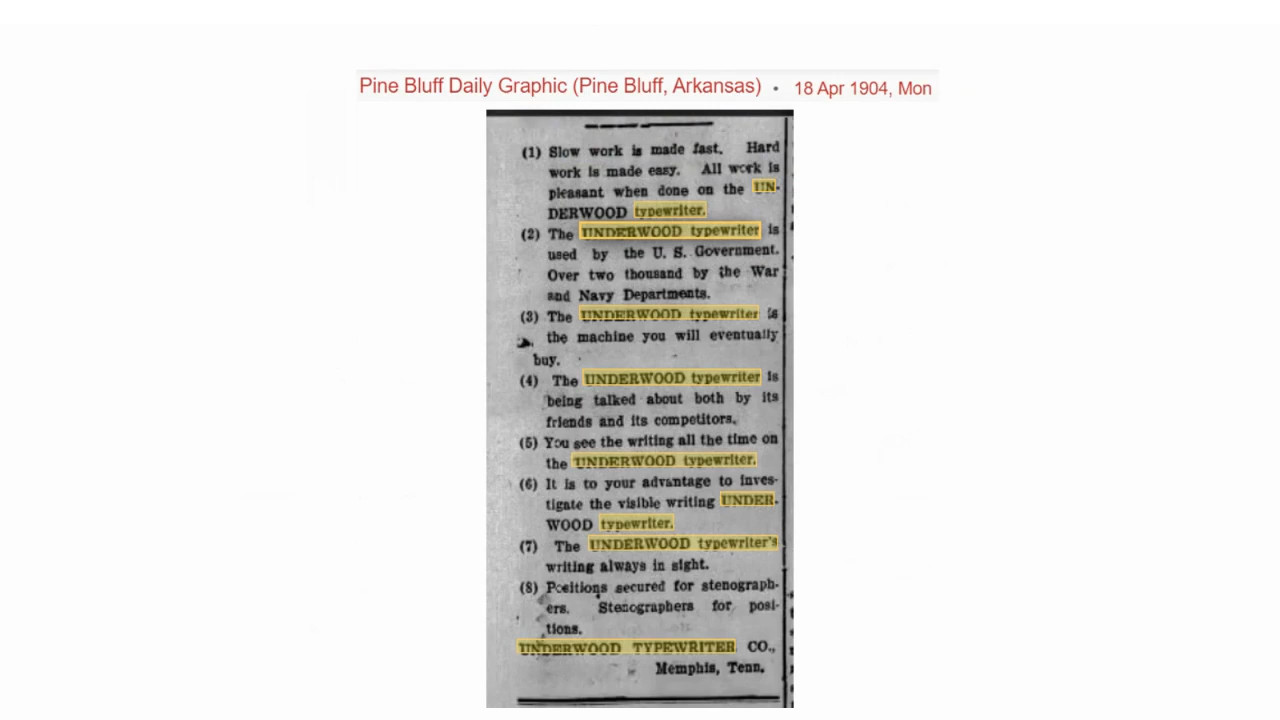 Pine Bluff Daily Graphic (Pine Bluff, Arkansas) • 18 Apr 1904, Mon
(1) Slow work is made fast. Hard
work is made easy. All work is
pleasant when done on the UN-
DERWOOD typewriter.
(2) The UNDERWOOD typewriter is
used by the U. S. Government.
Over two thousand by the War
and Navy Departments.
(3) The UNDERWOOD typewriter is
the machine you will eventually
buy.
(4) The UNDERWOOD typewriter is
being talked about both by its
friends and its competitors.
(5) You see the writing all the time on
the UNDERWOOD typewriter.
(6) It is to your advantage to inves-
tigate the visible writing UNDER-
WOOD typewriter.
(7) The UNDERWOOD typewriter's
writing always in sight.
(8) Positions secured for stenograph-
ers. Stenographers for posi-
tions.
UNDERWOOD TYPEWRITER CO.,
Memphis, Tenn.